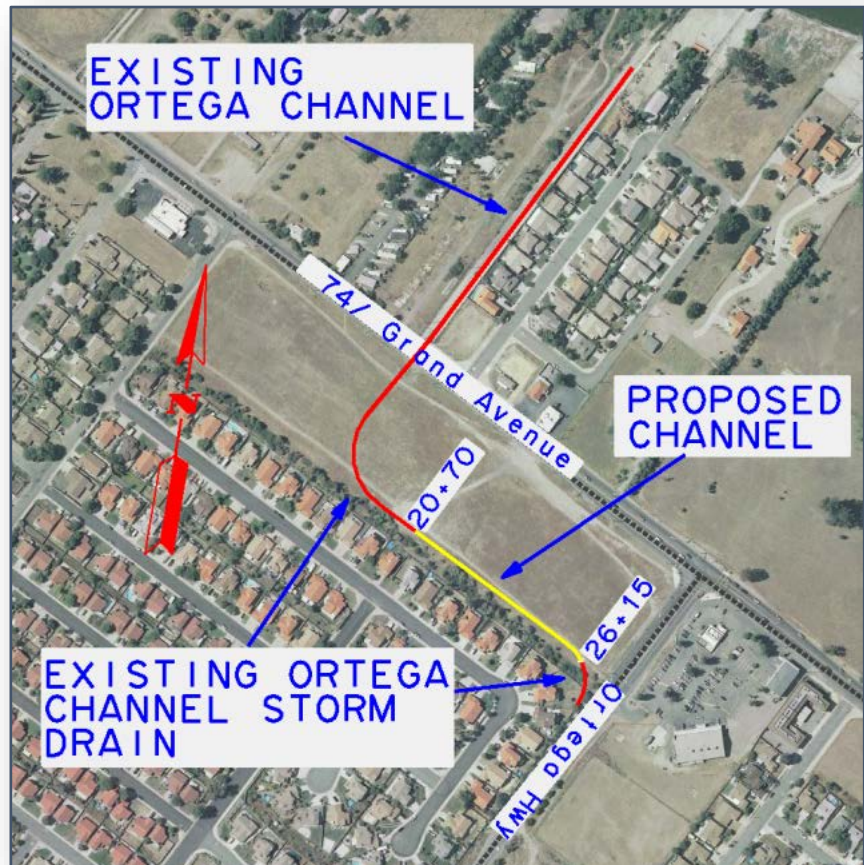 EXISTING
ORTEGA CHANNEL
74/ Grand Avenue
N
PROPOSED
CHANNEL
20+70
26+15
EXISTING ORTEGA
CHANNEL STORM
DRAIN
Ortega Hwy